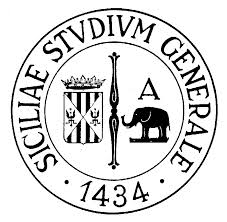 SICILIAE STVDIVM GENERALE
· 1434 ·
A